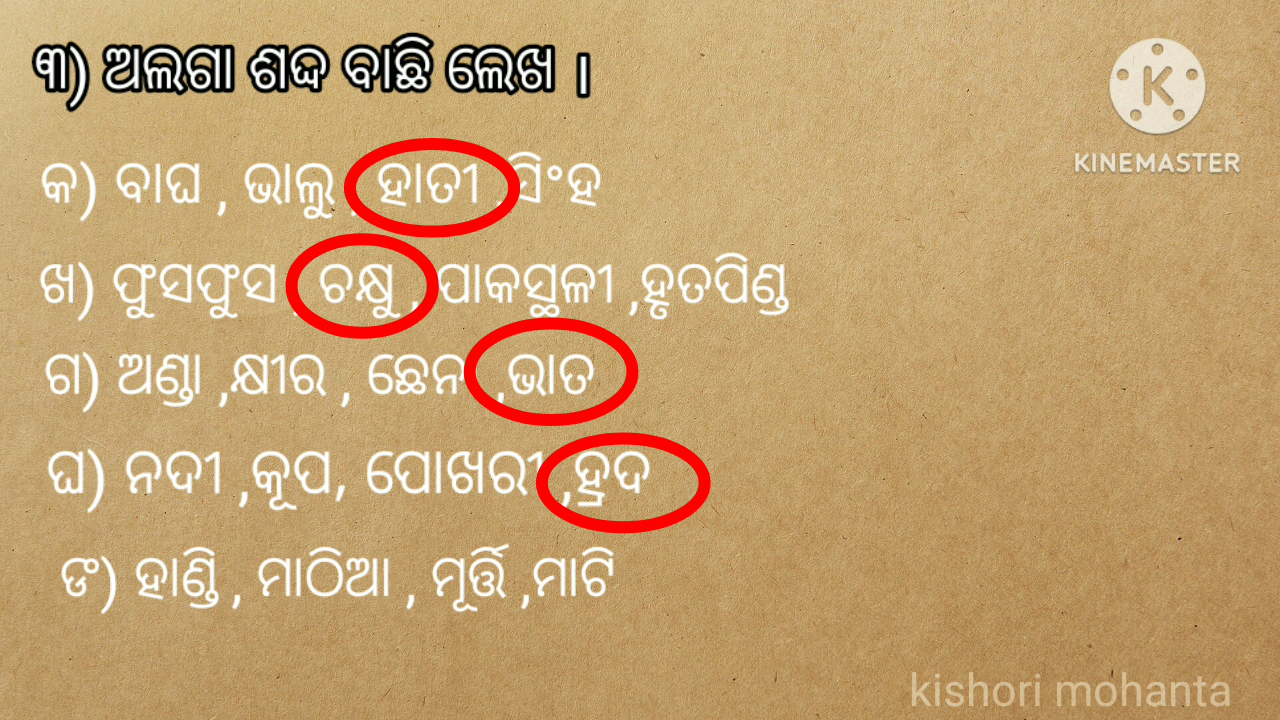 ୩) ଅଲଗା ଶବ୍ଦ ବାଛି ଲେଖ ।
KINEMASTER
କ) ବାଘ , ଭାଲୁ , ହାତୀ ,ସିଂହ
ଖ) ଫୁସଫୁସ , ଚକ୍ଷୁ , ପାକସ୍ଥଳୀ ,ହୃତପିଣ୍ଡ
ଗ) ଅଣ୍ଡା ,କ୍ଷୀର , ଛେନା ,ଭାତ
ଘ) ନଦୀ ,କୂପ, ପୋଖରୀ ,ହ୍ରଦ
ଙ) ହାଣ୍ଡି , ମାଠିଆ , ମୂର୍ତ୍ତି ,ମାଟି
kishori mohanta